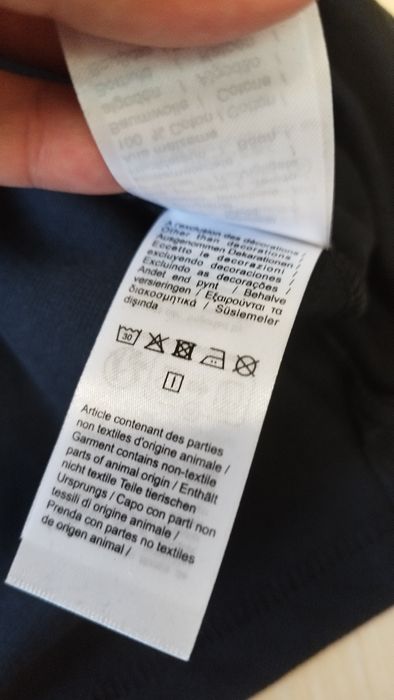 A l'exclusion des décorations /
Other than decorations /
Ausgenommen Dekorationen /
Eccetto le decorazioni /
excluyendo decoraciones /
Excluindo as decorações /
Andet end pynt / Behalve
versieringen / Εξαιρούνται τα
διακοσμητικά / Süslemeler
dışında
30
Article contenant des parties
non textiles d'origine animale /
Garment contains non-textile
parts of animal origin / Enthält
nicht textile Teile tierischen
Ursprungs / Capo con parti non
tessili di origine animale /
Prenda con partes no textiles
de origen animal /